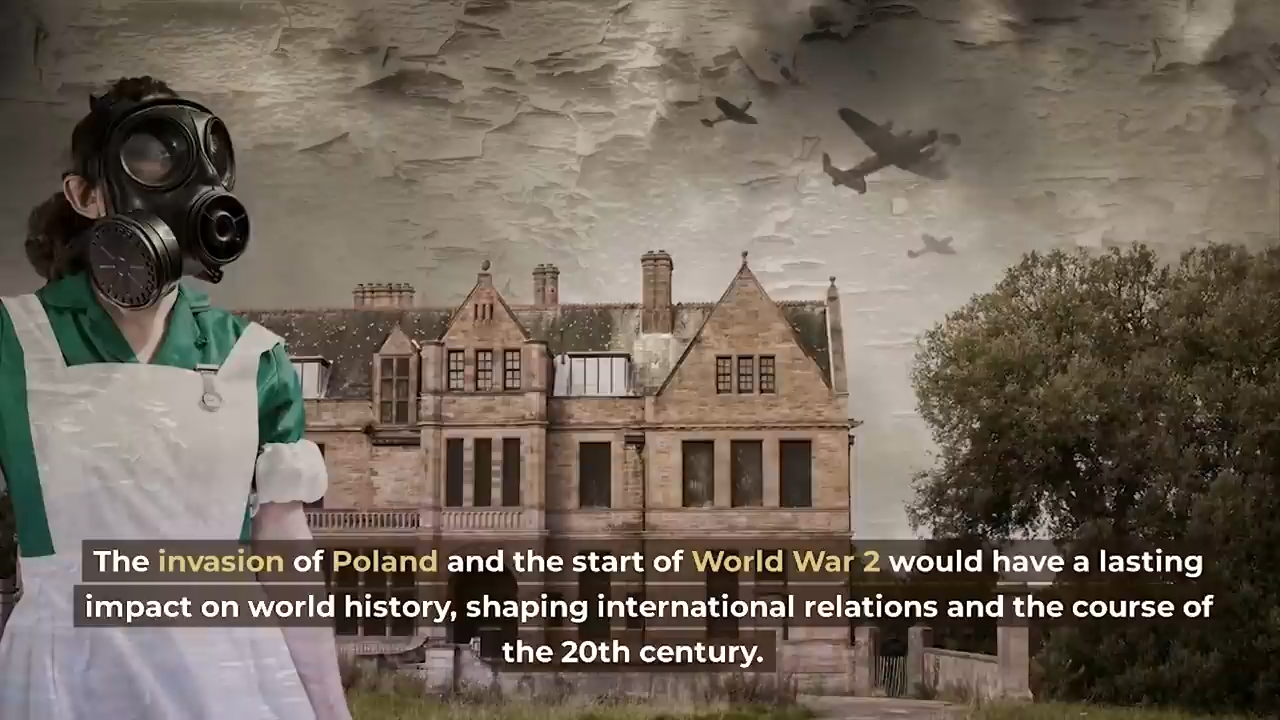 The invasion of Poland and the start of World War 2 would have a lasting
impact on world history, shaping international relations and the course of
the 20th century.